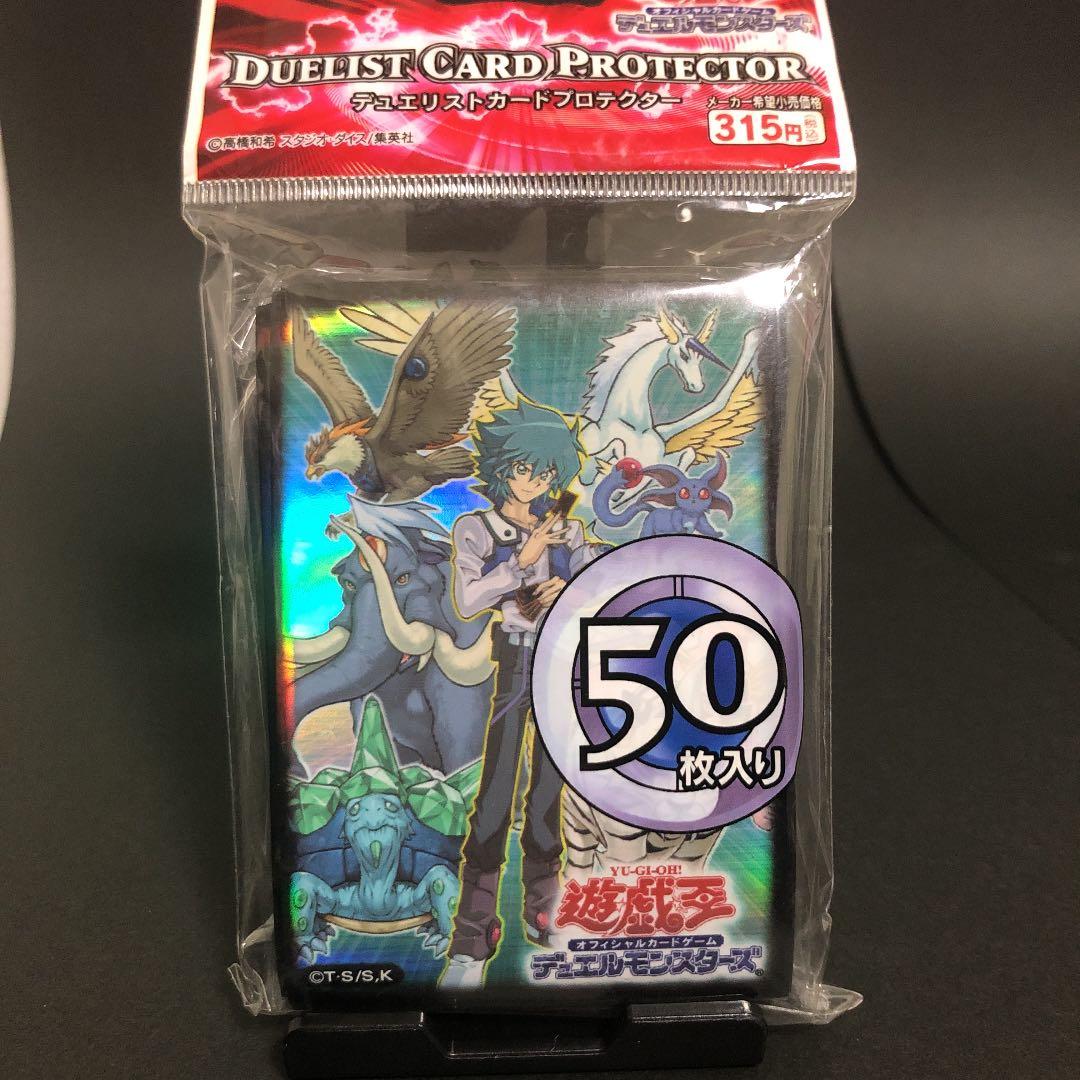 オフィシャルカードゲーム
デュエルモンスターズ
DUELIST CARD PROTECTOR
デュエリストカードプロテクター
メーカー希望小売価格
315円税込
©高橋和希 スタジオ・ダイス/集英社
50
枚入り
YU-GI-OH!
遊戯王
オフィシャルカードゲーム
デュエルモンスターズ®
©T・S/S,K